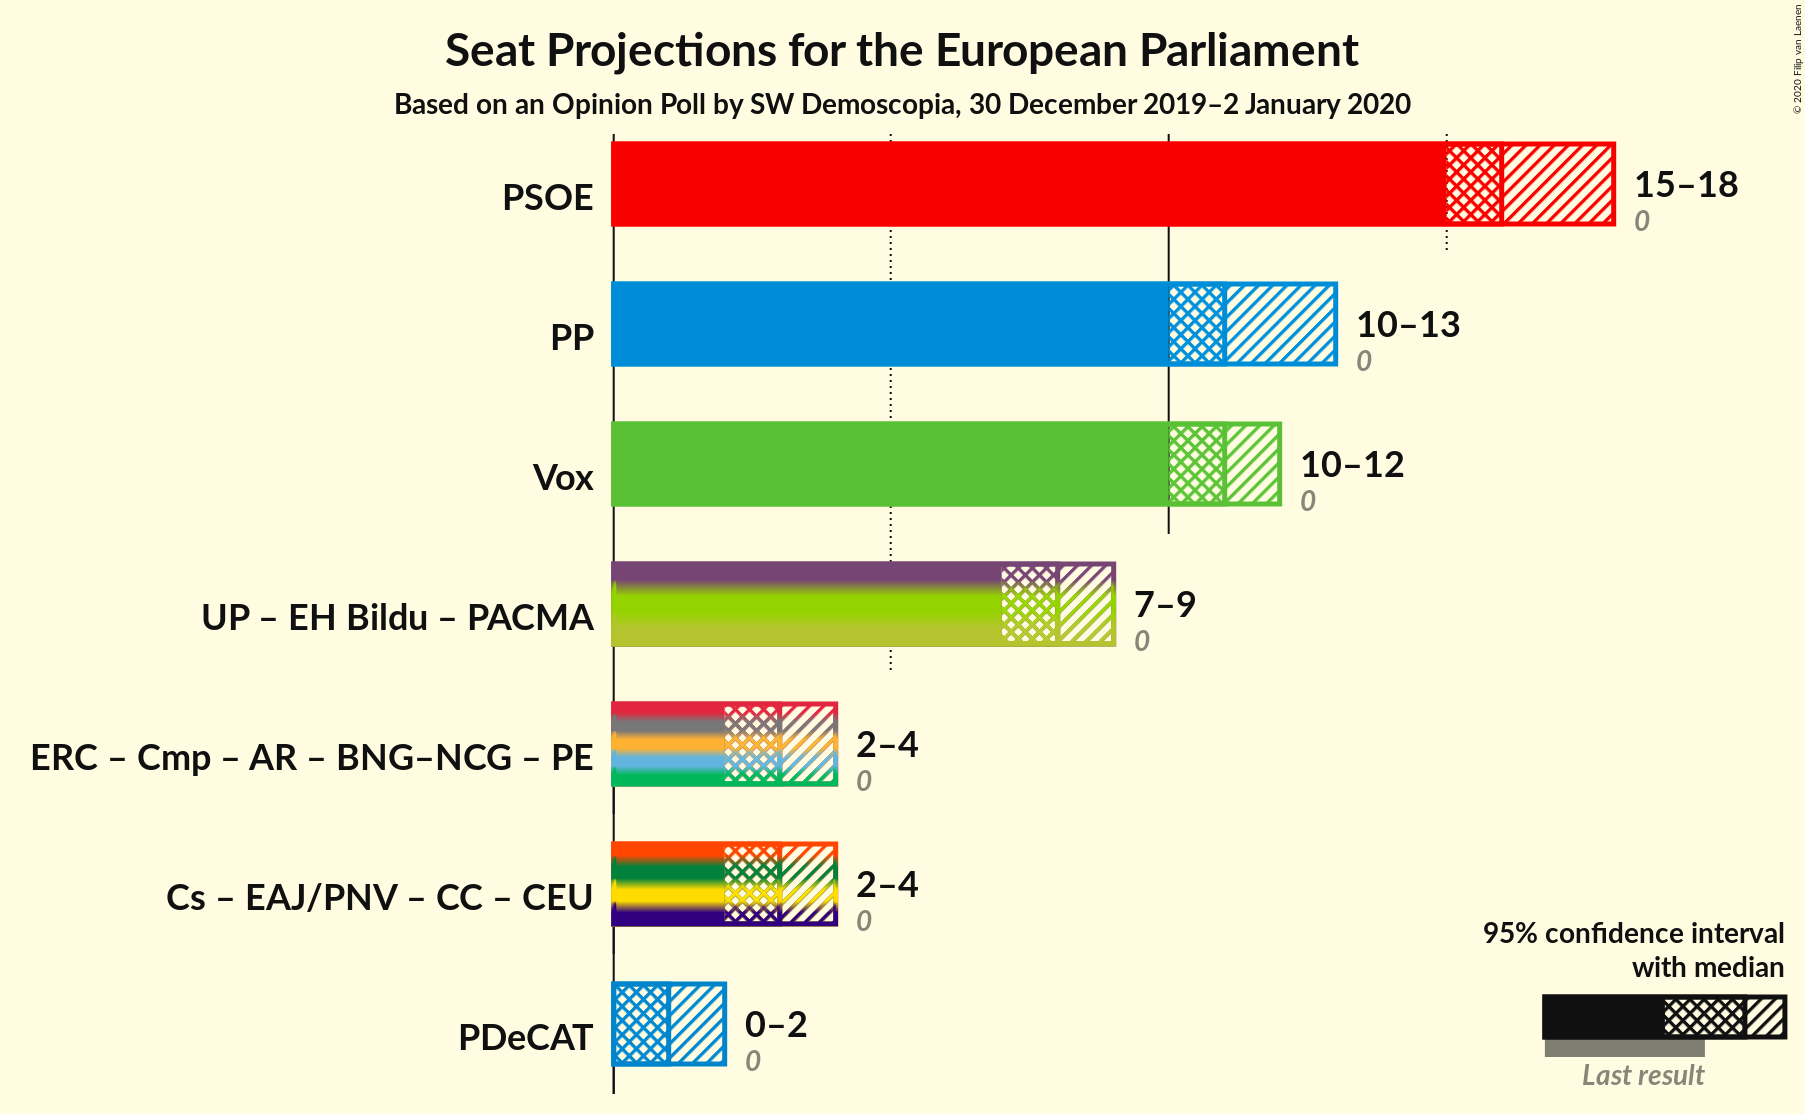 Seat Projections for the European Parliament
Based on an Opinion Poll by SW Demoscopia, 30 December 2019–2 January 2020
© 2020 Filip van Laenen
PSOE
15–18
0
PP
10–13
0
Vox
10–12
0
UP – EH Bildu – PACMA
7–9
0
ERC – Cmp – AR – BNG–NCG – PE
2–4
0
Cs – EAJ/PNV – CC – CEU
2–4
0
PDeCAT
0–2
0
95% confidence interval
with median
Last result